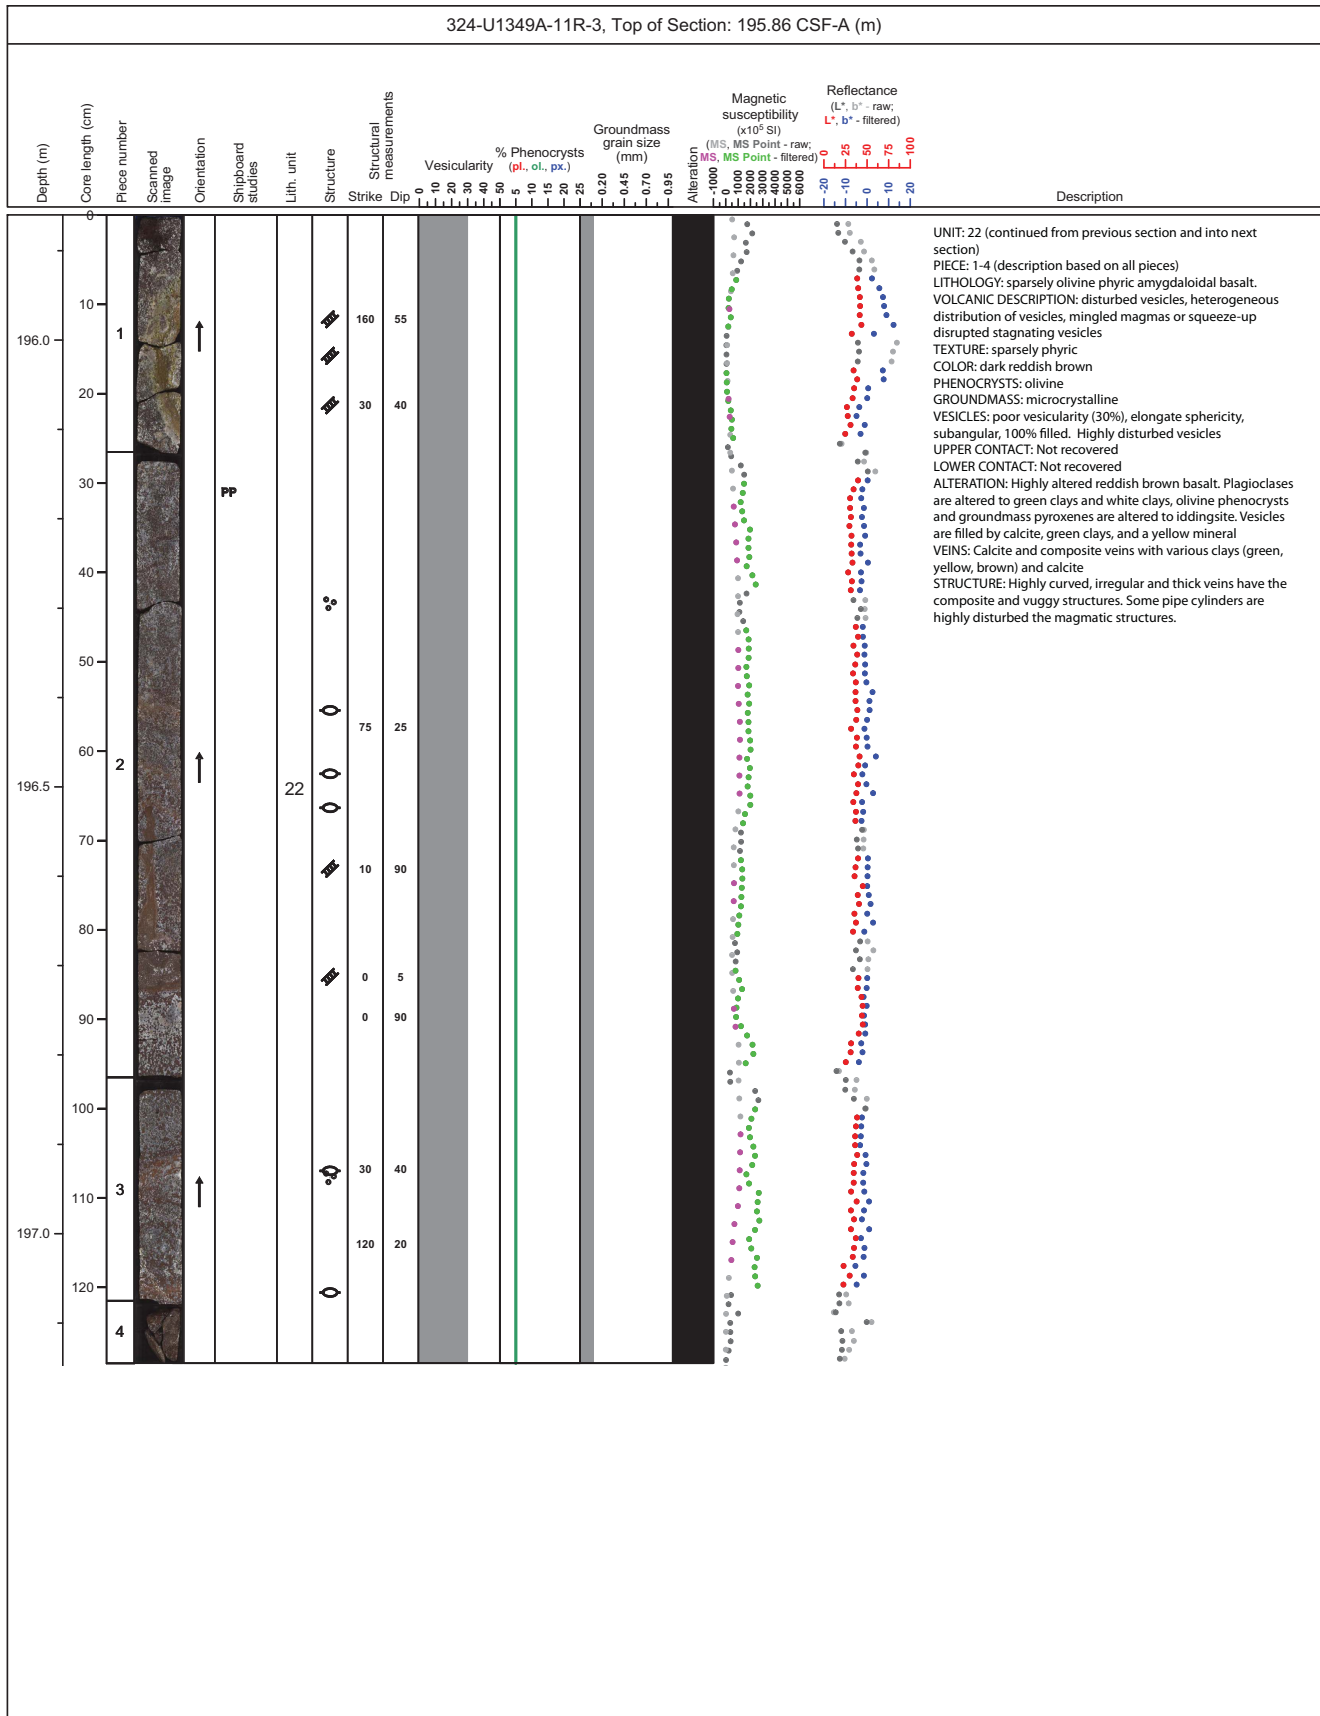 324-U1349A-11R-3, Top of Section: 195.86 CSF-A (m)
Depth (m)
Core length (cm)
Piece number
Scanned
image
Orientation
Shipboard
studies
Lith. unit
Structure
Structural
measurements
Strike Dip
Vesicularity
0 10 20 30 40 50
% Phenocrysts
(pl., ol., px.)
5 10 15 20 25
Groundmass
grain size
(mm)
0.20 0.45 0.70 0.95
Alteration
Magnetic
susceptibility
(x10⁵ SI)
(MS, MS Point - raw;
MS, MS Point - filtered)
-1000 0 1000 2000 3000 4000 5000 6000
Reflectance
(L*, b* - raw;
L*, b* - filtered)
0 25 50 75 100
-20 -10 0 10 20
Description
0
10
1
160 55
196.0
20
30 40
30
PP
40
50
75 25
60
2
196.5
22
70
10 90
80
0 5
0 90
90
100
30 40
3
110
197.0
120 20
120
4
UNIT: 22 (continued from previous section and into next
section)
PIECE: 1-4 (description based on all pieces)
LITHOLOGY: sparsely olivine phyric amygdaloidal basalt.
VOLCANIC DESCRIPTION: disturbed vesicles, heterogeneous
distribution of vesicles, mingled magmas or squeeze-up
disrupted stagnating vesicles
TEXTURE: sparsely phyric
COLOR: dark reddish brown
PHENOCRYSTS: olivine
GROUNDMASS: microcrystalline
VESICLES: poor vesicularity (30%), elongate sphericity,
subangular, 100% filled. Highly disturbed vesicles
UPPER CONTACT: Not recovered
LOWER CONTACT: Not recovered
ALTERATION: Highly altered reddish brown basalt. Plagioclases
are altered to green clays and white clays, olivine phenocrysts
and groundmass pyroxenes are altered to iddingsite. Vesicles
are filled by calcite, green clays, and a yellow mineral
VEINS: Calcite and composite veins with various clays (green,
yellow, brown) and calcite
STRUCTURE: Highly curved, irregular and thick veins have the
composite and vuggy structures. Some pipe cylinders are
highly disturbed the magmatic structures.